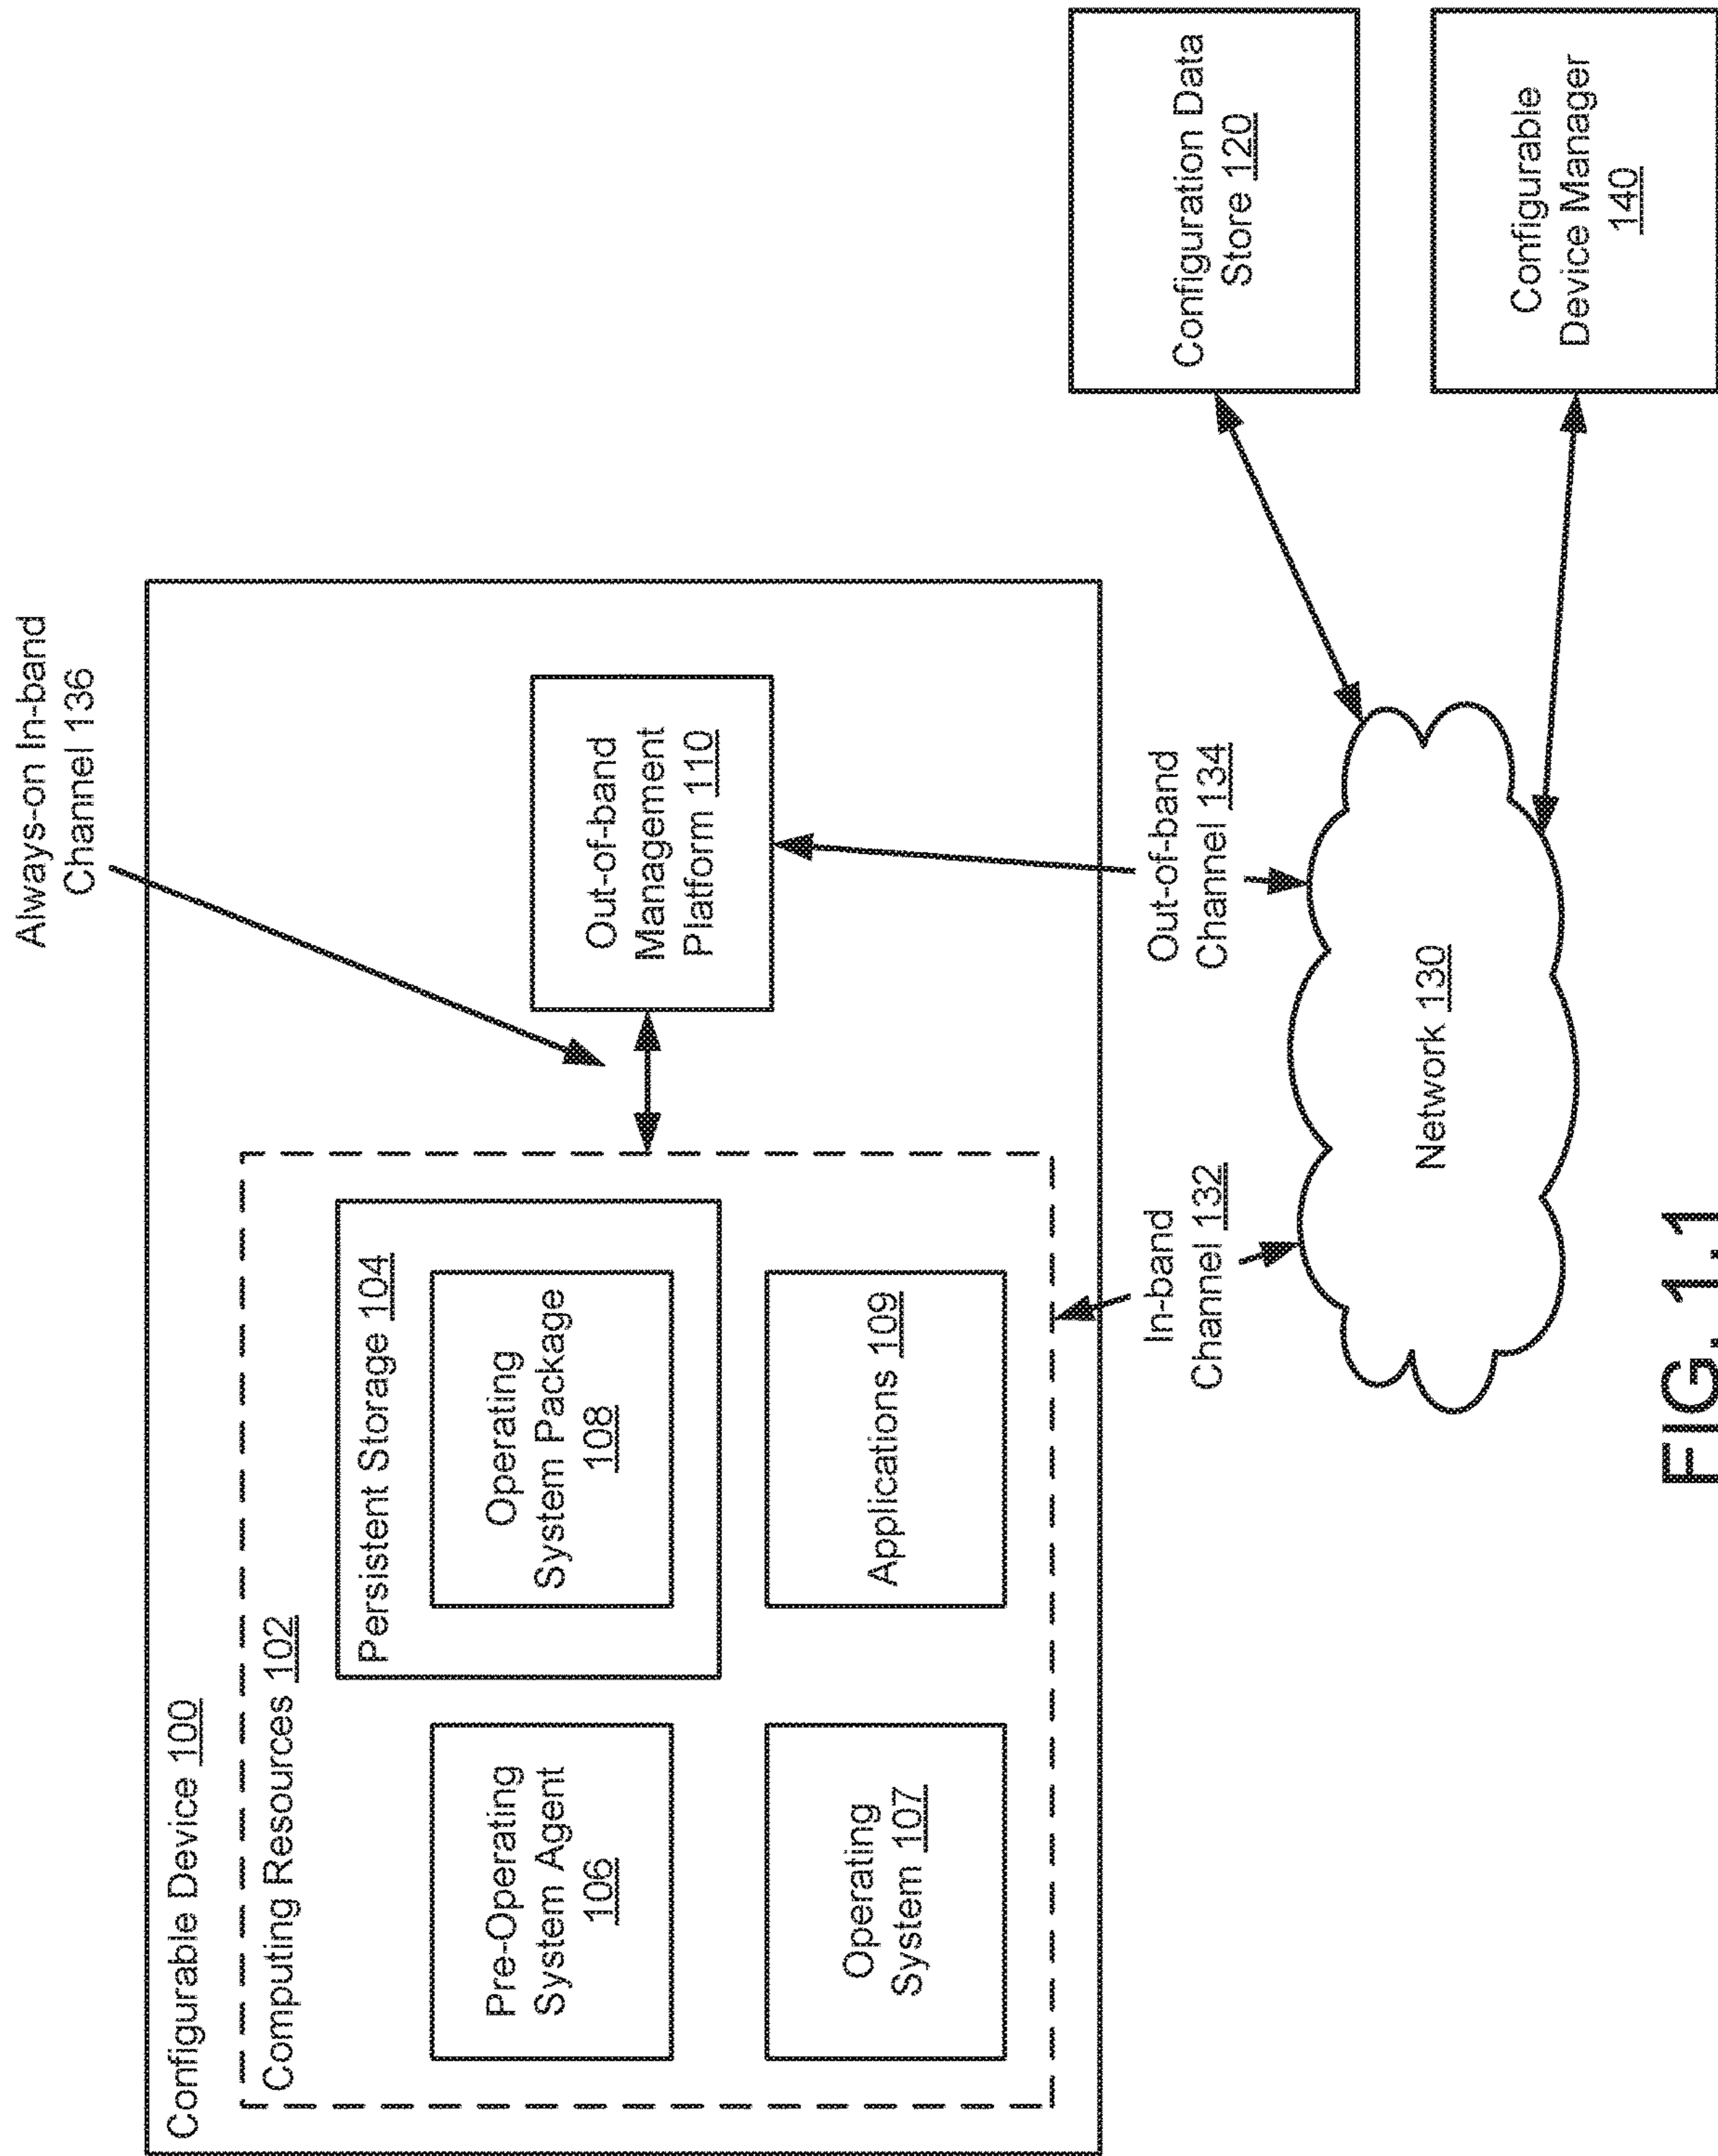 Always-on In-band
Channel 136
Configurable Device 100
Computing Resources 102
Persistent Storage 104
Pre-Operating
System Agent
106
Operating
System Package
108
Out-of-band
Management
Platform 110
Operating
System 107
Applications 109
In-band
Channel 132
Out-of-band
Channel 134
Configuration Data
Store 120
Network 130
Configurable
Device Manager
140
FIG. 1.1